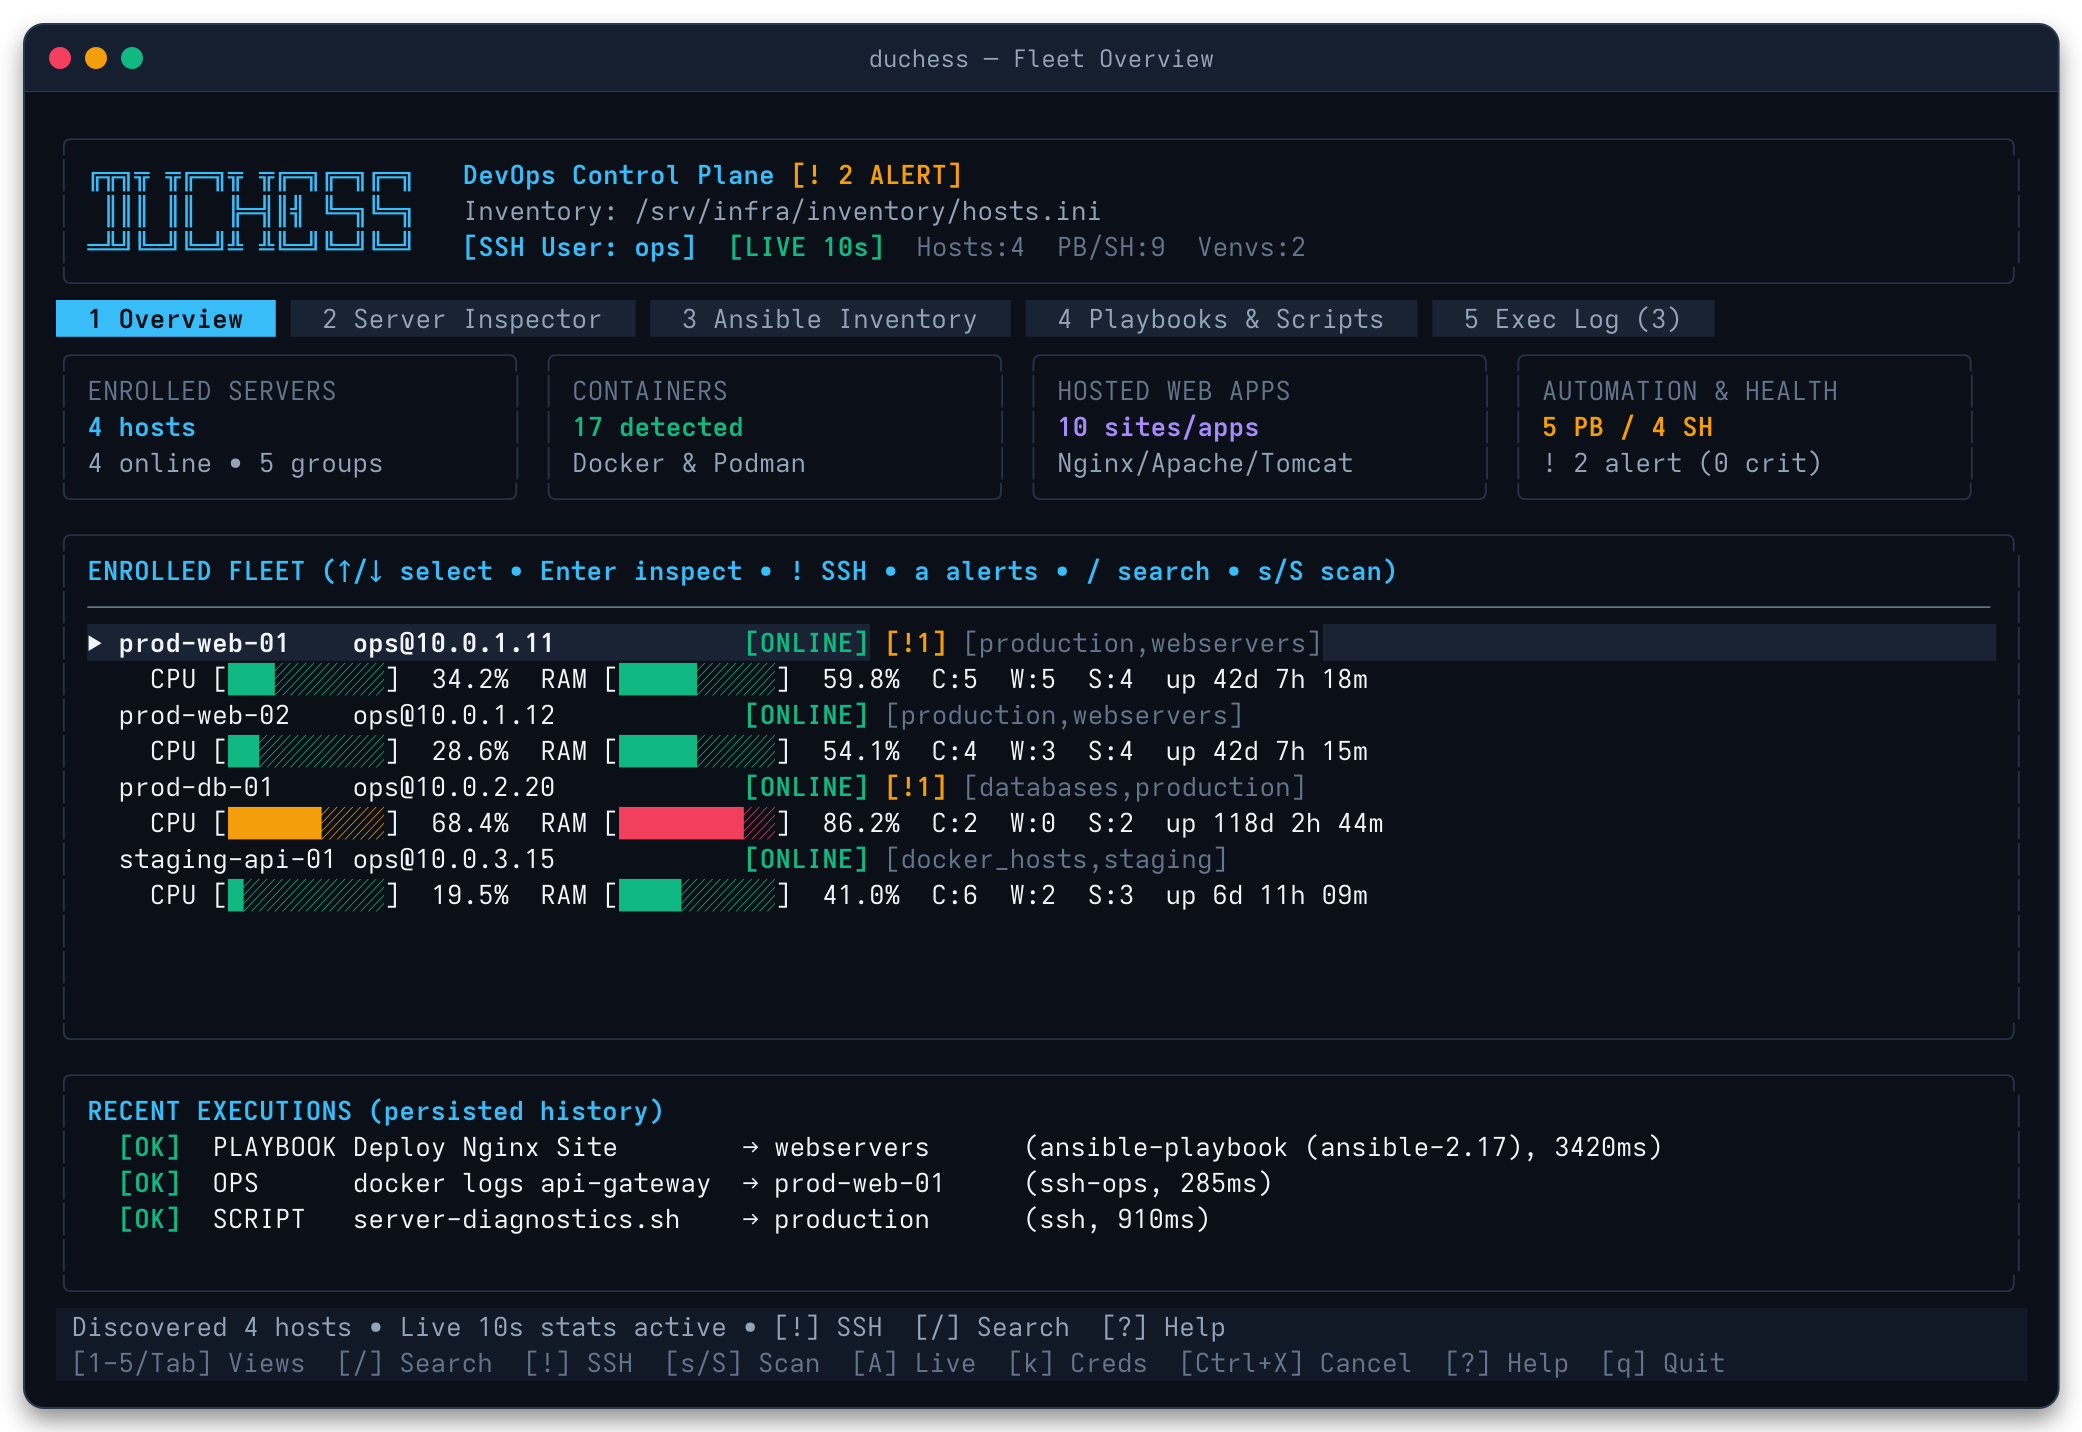 duchess — Fleet Overview
DevOps Control Plane [! 2 ALERT]
Inventory: /srv/infra/inventory/hosts.ini
[SSH User: ops]  [LIVE 10s]  Hosts:4  PB/SH:9  Venvs:2
1 Overview  2 Server Inspector  3 Ansible Inventory  4 Playbooks & Scripts  5 Exec Log (3)
ENROLLED SERVERS
4 hosts
4 online • 5 groups
CONTAINERS
17 detected
Docker & Podman
HOSTED WEB APPS
10 sites/apps
Nginx/Apache/Tomcat
AUTOMATION & HEALTH
5 PB / 4 SH
! 2 alert (0 crit)
ENROLLED FLEET (↑/↓ select • Enter inspect • ! SSH • a alerts • / search • s/S scan)
▶ prod-web-01    ops@10.0.1.11    [ONLINE] [!1] [production,webservers]
CPU [ ]  34.2%  RAM [ ]  59.8%  C:5  W:5  S:4  up 42d 7h 18m
prod-web-02    ops@10.0.1.12    [ONLINE] [production,webservers]
CPU [ ]  28.6%  RAM [ ]  54.1%  C:4  W:3  S:4  up 42d 7h 15m
prod-db-01    ops@10.0.2.20    [ONLINE] [!1] [databases,production]
CPU [ ]  68.4%  RAM [ ]  86.2%  C:2  W:0  S:2  up 118d 2h 44m
staging-api-01 ops@10.0.3.15    [ONLINE] [docker_hosts,staging]
CPU [ ]  19.5%  RAM [ ]  41.0%  C:6  W:2  S:3  up 6d 11h 09m
RECENT EXECUTIONS (persisted history)
[OK]  PLAYBOOK Deploy Nginx Site    → webservers    (ansible-playbook (ansible-2.17), 3420ms)
[OK]  OPS    docker logs api-gateway  → prod-web-01    (ssh-ops, 285ms)
[OK]  SCRIPT   server-diagnostics.sh    → production    (ssh, 910ms)
Discovered 4 hosts • Live 10s stats active • [!] SSH  [/] Search  [?] Help
[1-5/Tab] Views  [/] Search  [!] SSH  [s/S] Scan  [A] Live  [k] Creds  [Ctrl+X] Cancel  [?] Help  [q] Quit